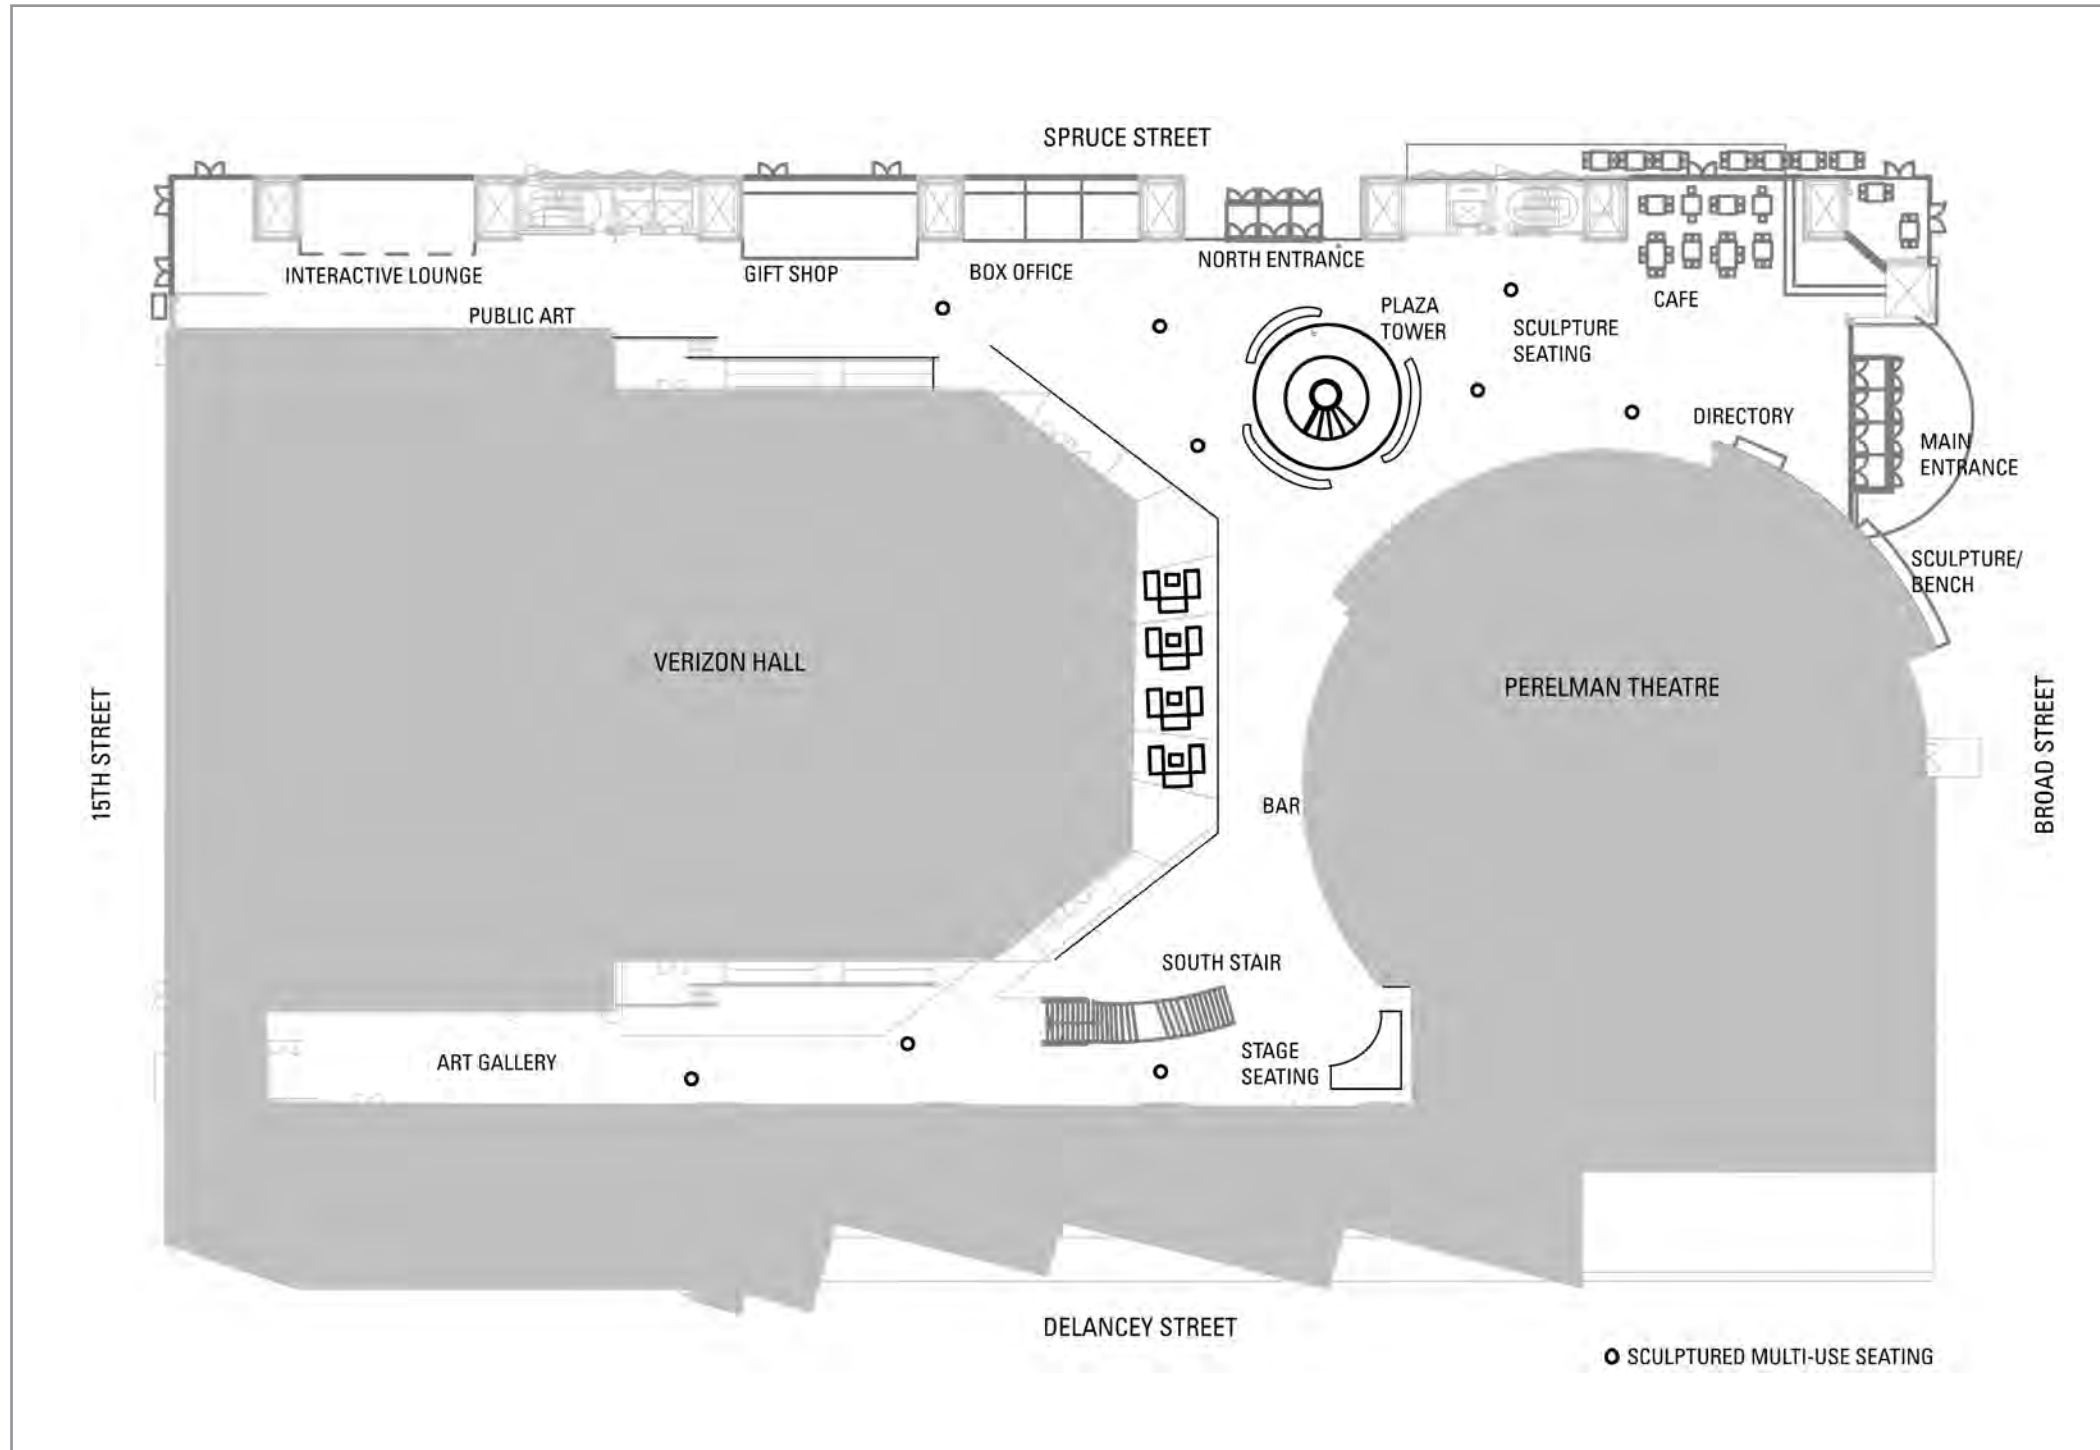 SPRUCE STREET
INTERACTIVE LOUNGE
GIFT SHOP
BOX OFFICE
NORTH ENTRANCE
PUBLIC ART
PLAZA
TOWER
SCULPTURE
SEATING
CAFE
DIRECTORY
MAIN
ENTRANCE
SCULPTURE/
BENCH
VERIZON HALL
PERELMAN THEATRE
15TH STREET
BROAD STREET
BAR
SOUTH STAIR
ART GALLERY
STAGE
SEATING
DELANCEY STREET
SCULPTURED MULTI-USE SEATING